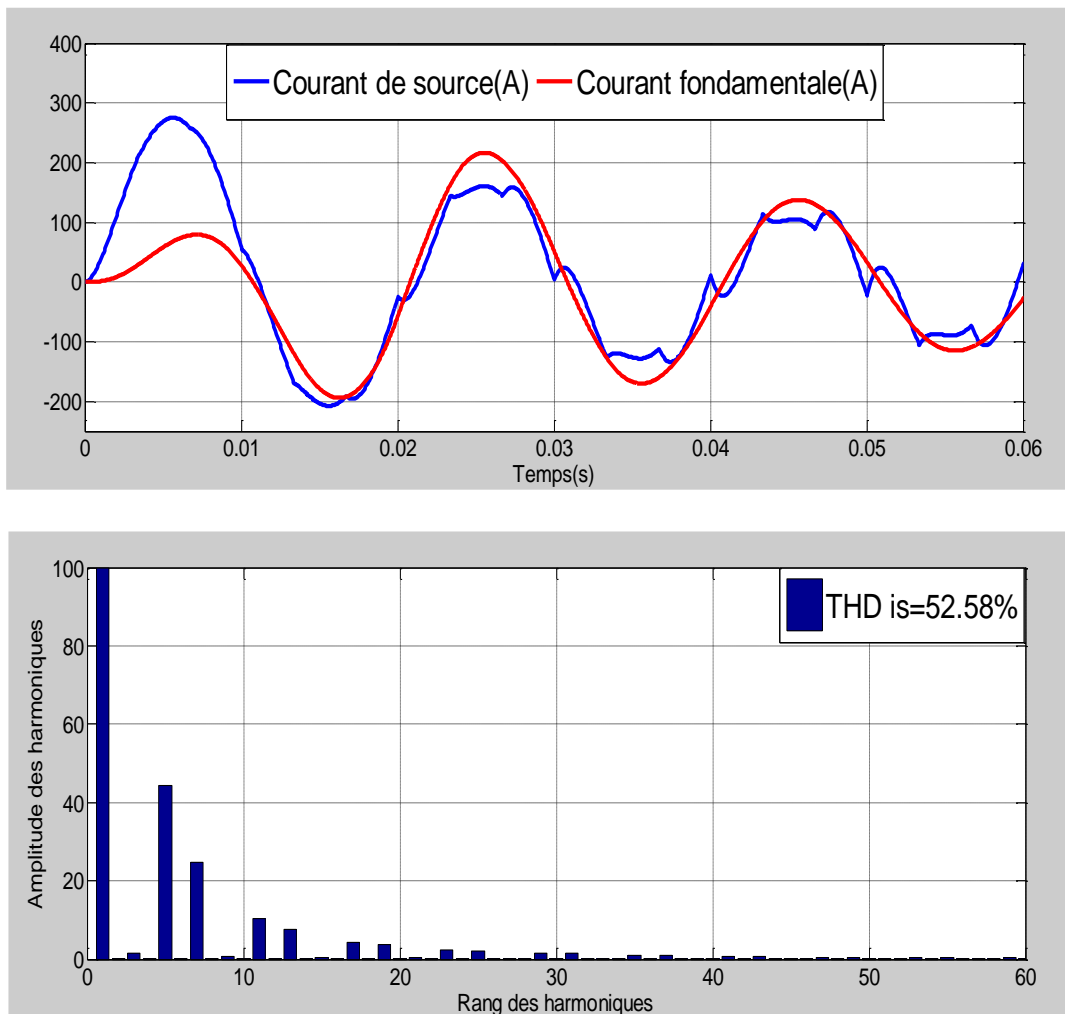 400
300
200
100
0
-100
-200
Courant de source(A) Courant fondamentale(A)
0 0.01 0.02 0.03 0.04 0.05 0.06
Temps(s)
Amplitude des harmoniques
100
80
60
40
20
0
THD is=52.58%
0 10 20 30 40 50 60
Rang des harmoniques